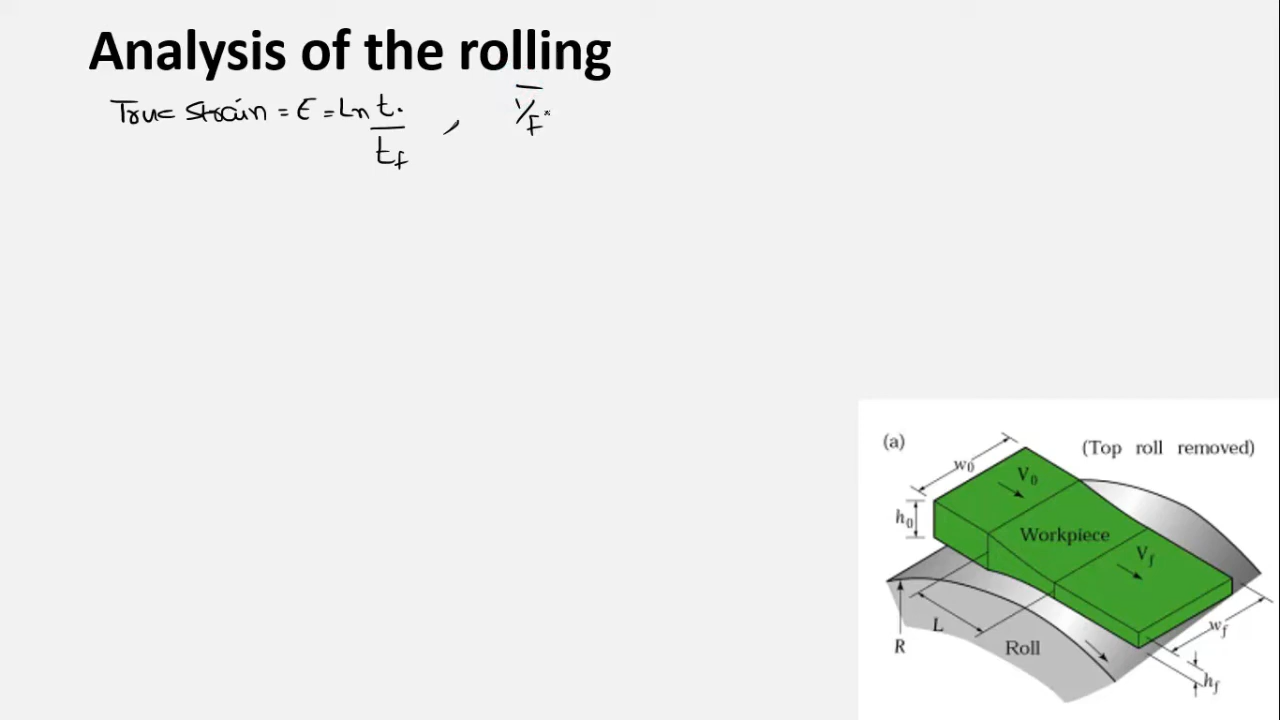 Analysis of the rolling
True strain = ε = Ln t₀ / t_f , Y̅_F
(a)
(Top roll removed)
w₀
V₀
h₀
Workpiece
V_f
L
w_f
R
Roll
h_f